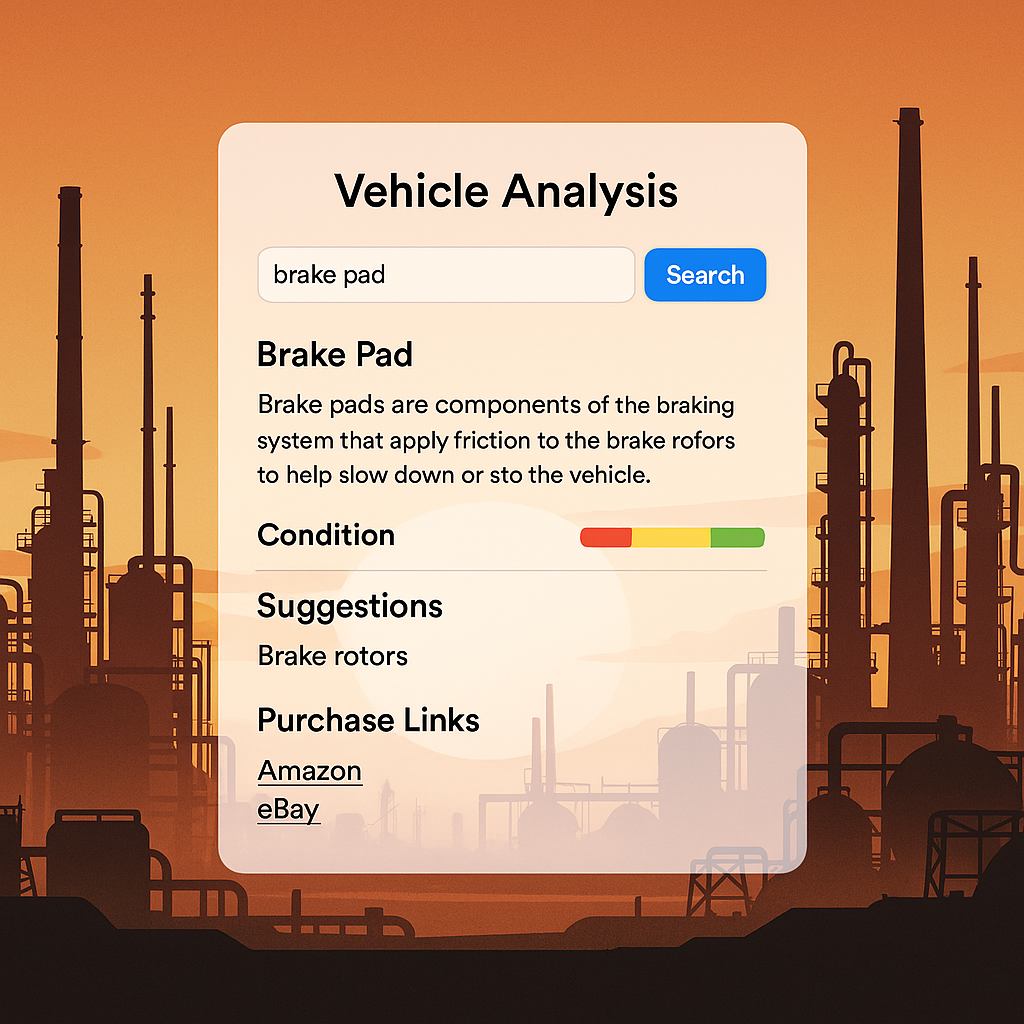 Vehicle Analysis
brake pad
Search
Brake Pad
Brake pads are components of the braking
system that apply friction to the brake rofors
to help slow down or sto the vehicle.
Condition
Suggestions
Brake rotors
Purchase Links
Amazon
eBay